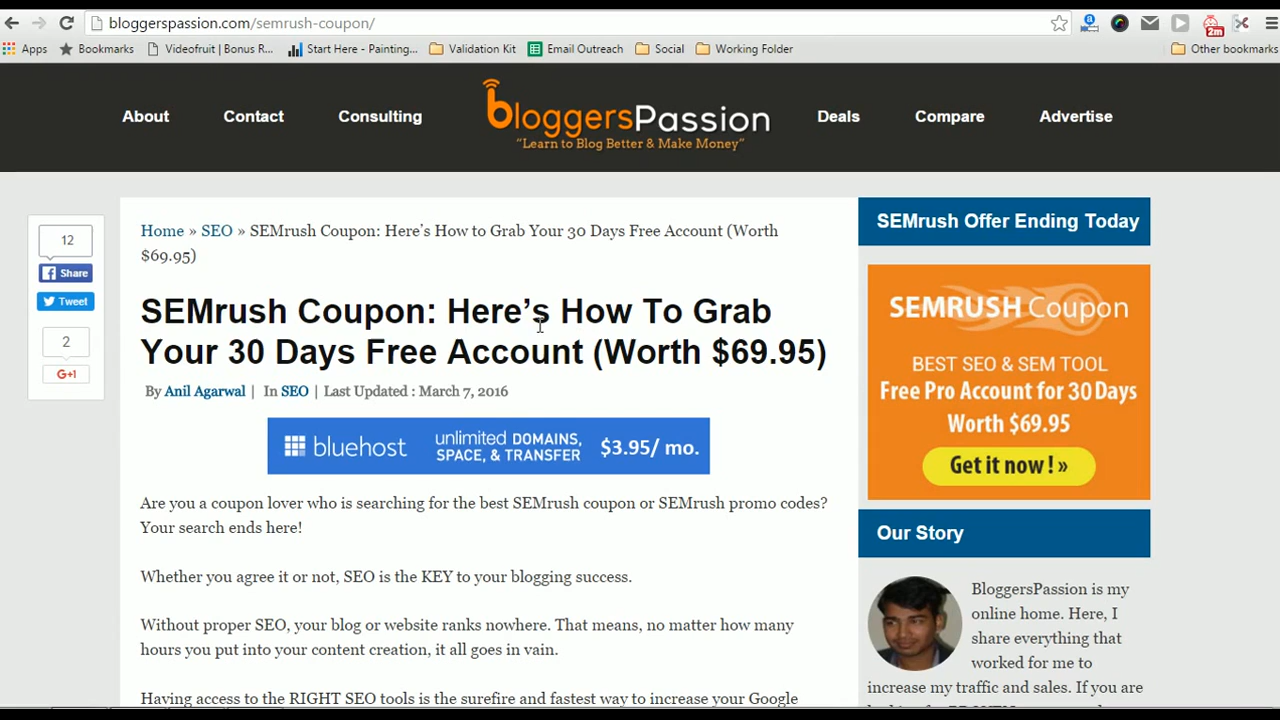 bloggerspassion.com/semrush-coupon/
2m
Apps
Bookmarks
Videofruit | Bonus R...
Start Here - Painting...
Validation Kit
Email Outreach
Social
Working Folder
Other bookmarks
About
Contact
Consulting
bloggersPassion
"Learn to Blog Better & Make Money"
Deals
Compare
Advertise
12
Share
Tweet
2
G+1
Home » SEO » SEMrush Coupon: Here's How to Grab Your 30 Days Free Account (Worth
$69.95)
SEMrush Coupon: Here's How To Grab
Your 30 Days Free Account (Worth $69.95)
By Anil Agarwal | In SEO | Last Updated : March 7, 2016
bluehost
unlimited DOMAINS,
SPACE, & TRANSFER
$3.95/ mo.
Are you a coupon lover who is searching for the best SEMrush coupon or SEMrush promo codes?
Your search ends here!
Whether you agree it or not, SEO is the KEY to your blogging success.
Without proper SEO, your blog or website ranks nowhere. That means, no matter how many
hours you put into your content creation, it all goes in vain.
Having access to the RIGHT SEO tools is the surefire and fastest way to increase your Google
SEMrush Offer Ending Today
SEMRUSH Coupon
BEST SEO & SEM TOOL
Free Pro Account for 30 Days
Worth $69.95
Get it now! »
Our Story
BloggersPassion is my
online home. Here, I
share everything that
worked for me to
increase my traffic and sales. If you are